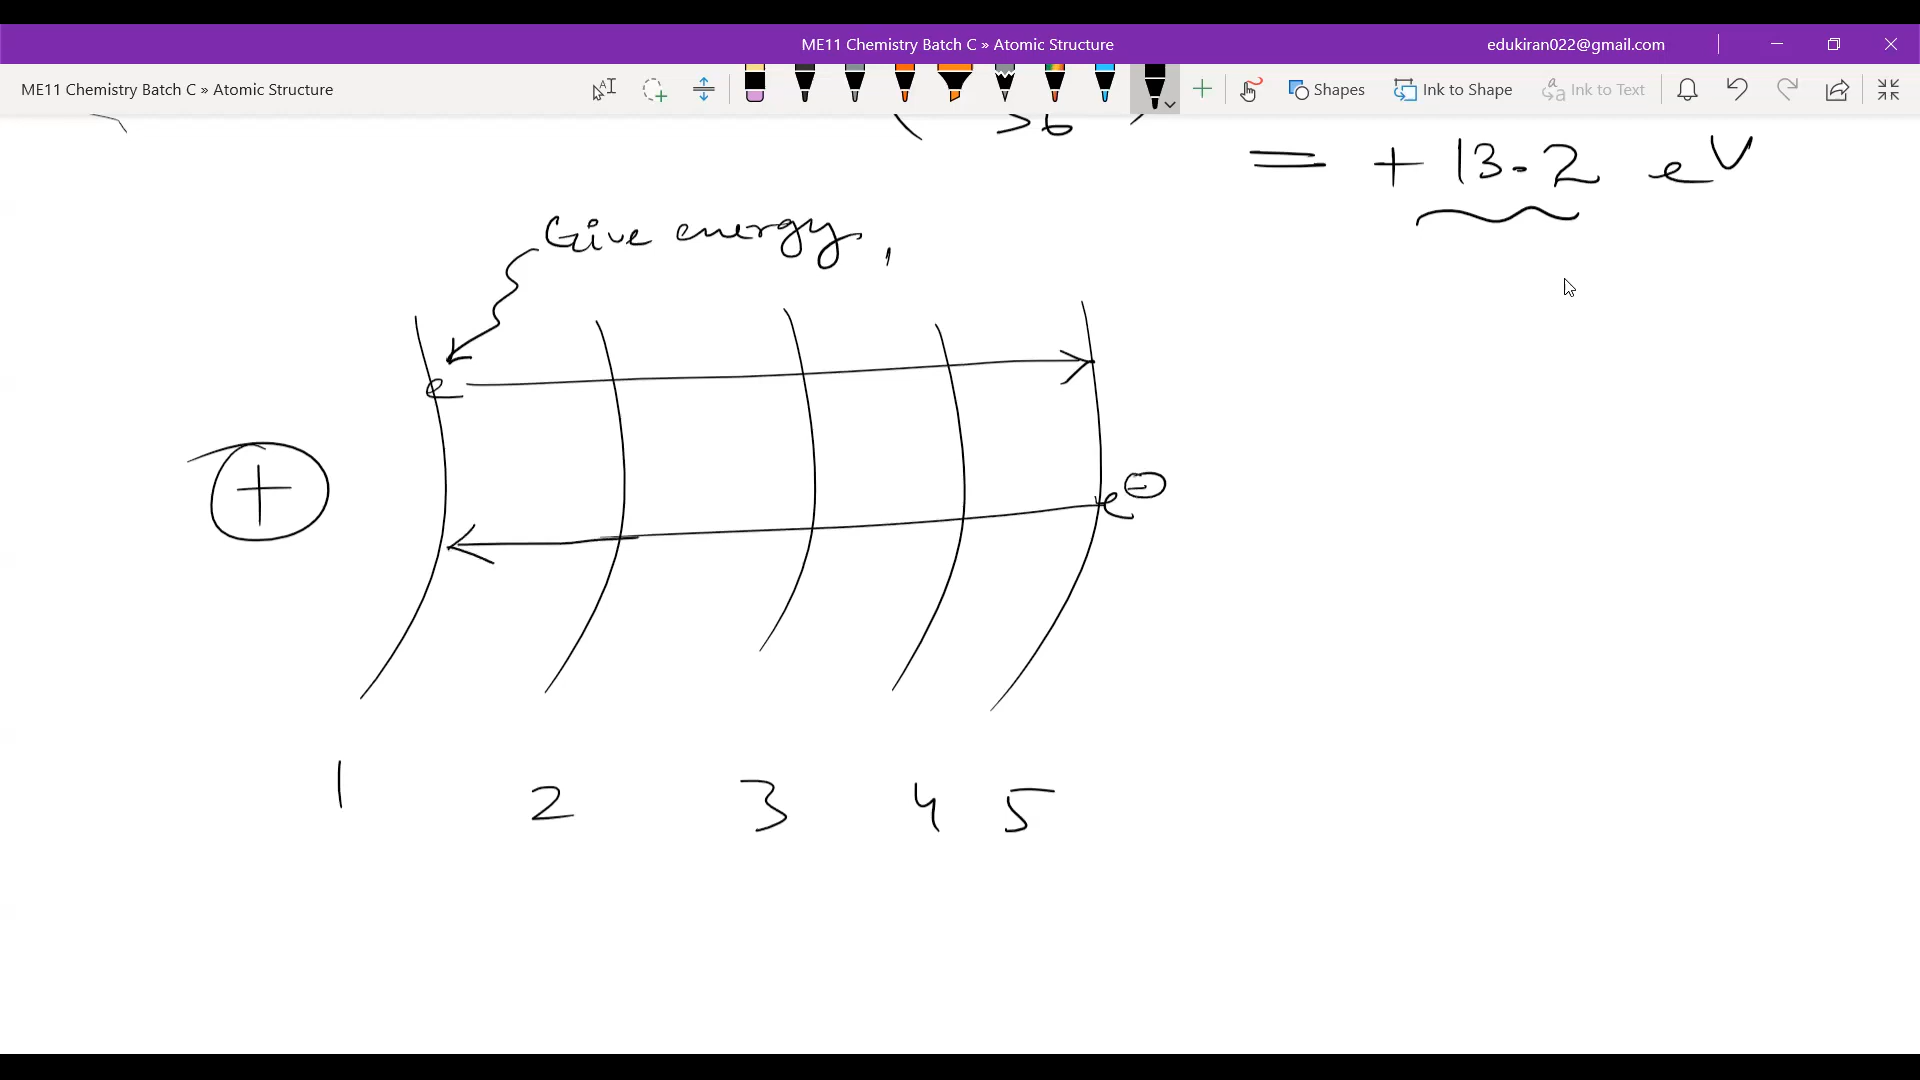 ME11 Chemistry Batch C » Atomic Structure
edukiran022@gmail.com
ME11 Chemistry Batch C » Atomic Structure
Shapes
Ink to Shape
Ink to Text
36
= + 13.2 eV
Give energy,
e
+
e⊖
1 2 3 4 5